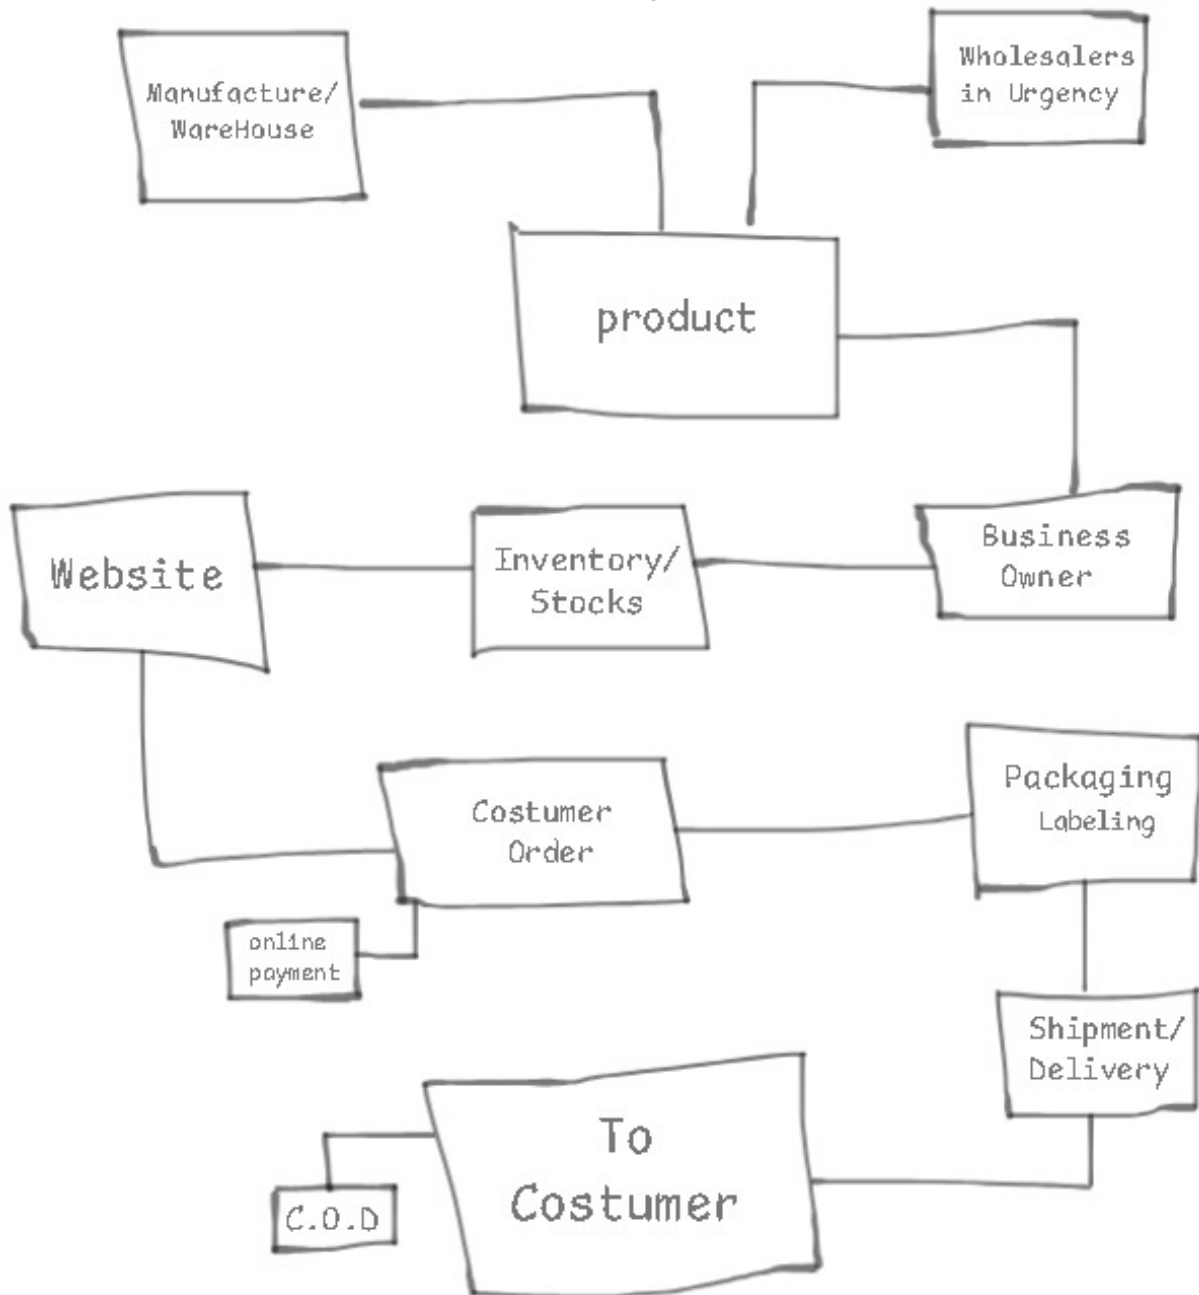 Manufacture/
WareHouse
Wholesalers
in Urgency
product
Website
Inventory/
Stocks
Business
Owner
Costumer
Order
Packaging
Labeling
online
payment
Shipment/
Delivery
To
Costumer
C.O.D